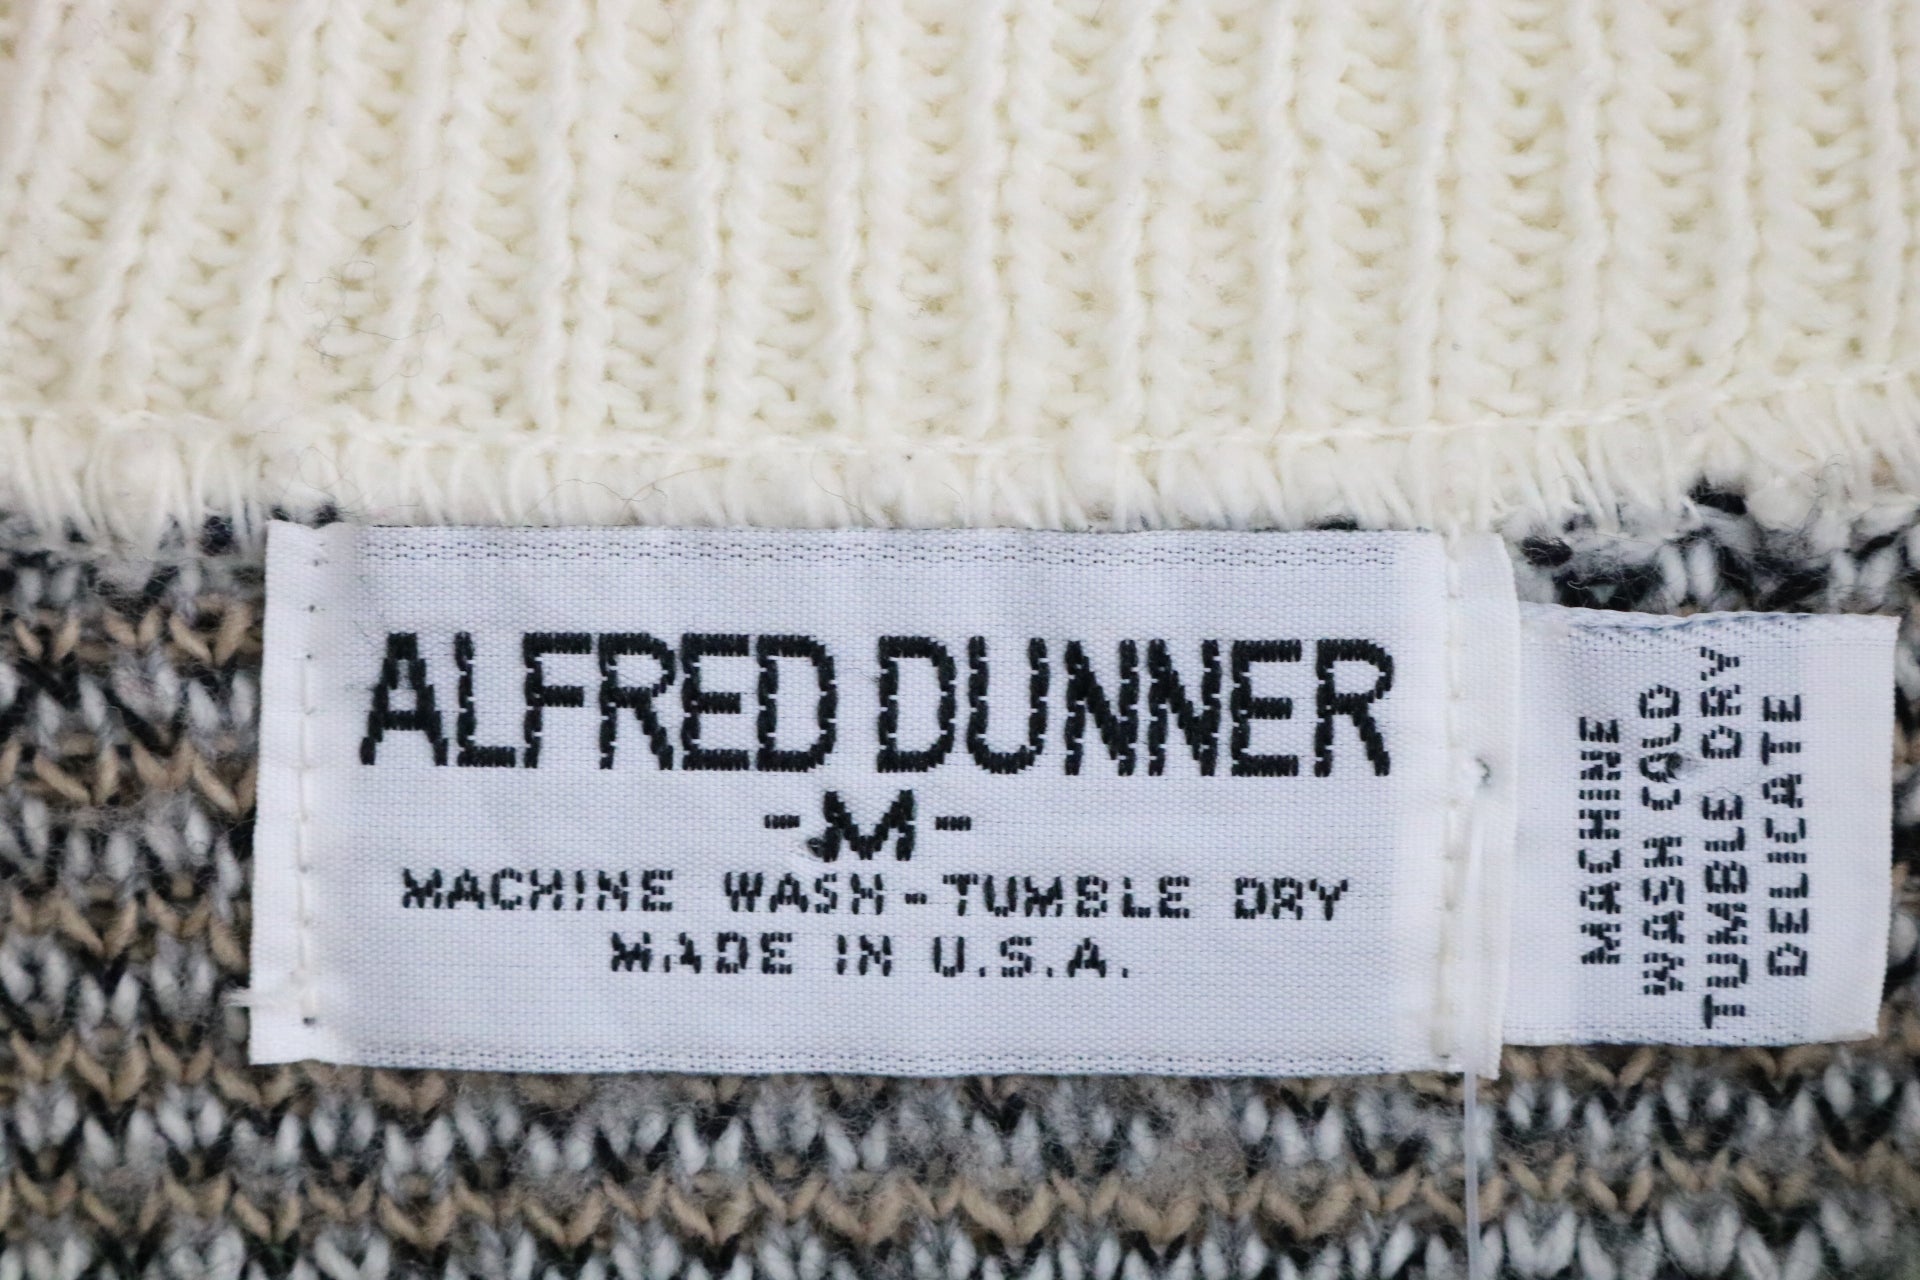 ALFRED DUNNER
-M-
MACHINE WASH-TUMBLE DRY
MADE IN U.S.A.
MACHINE
WASH COLD
TUMBLE DRY
DELICATE